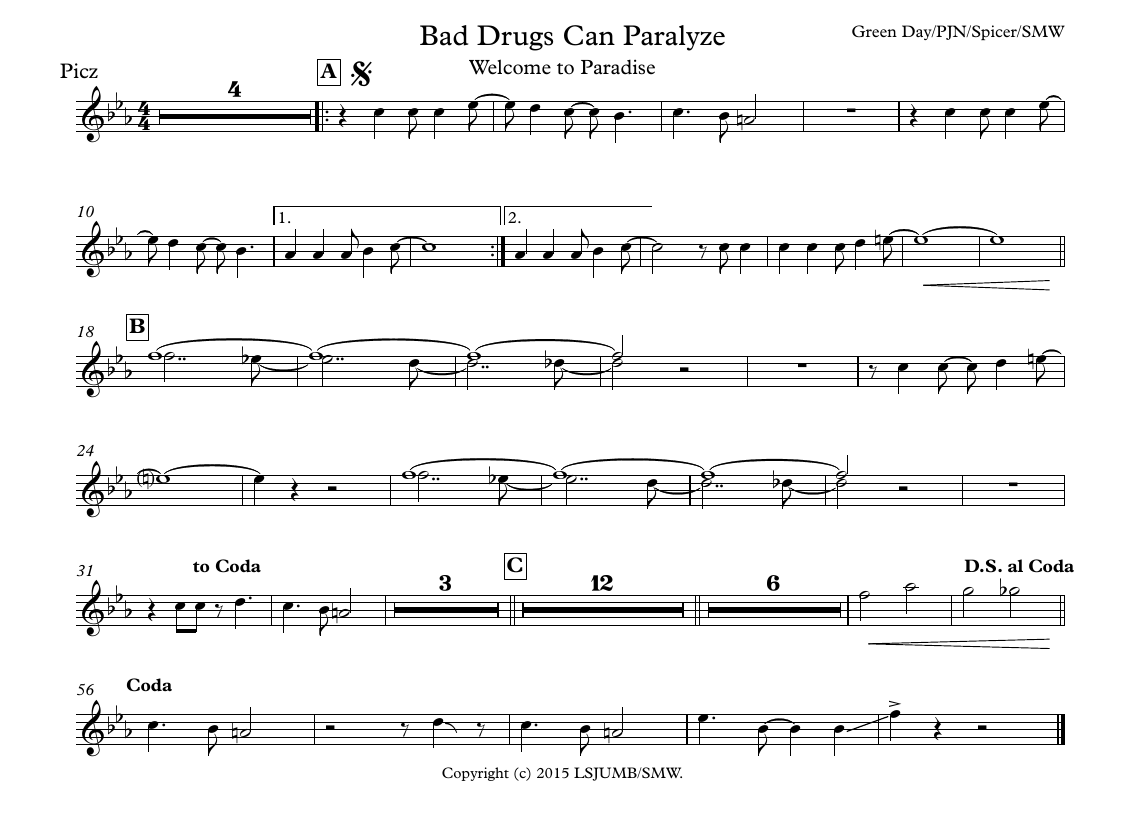 Bad Drugs Can Paralyze
Green Day/PJN/Spicer/SMW
Picz
Welcome to Paradise
4
A
4
4
10
1.
2.
18
B
24
31
to Coda
3
C
12
6
D.S. al Coda
56
Coda
Copyright (c) 2015 LSJUMB/SMW.